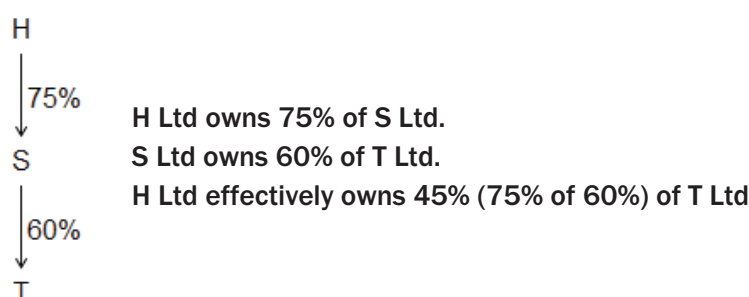 H
75%
H Ltd owns 75% of S Ltd.
S
S Ltd owns 60% of T Ltd.
H Ltd effectively owns 45% (75% of 60%) of T Ltd
60%
T